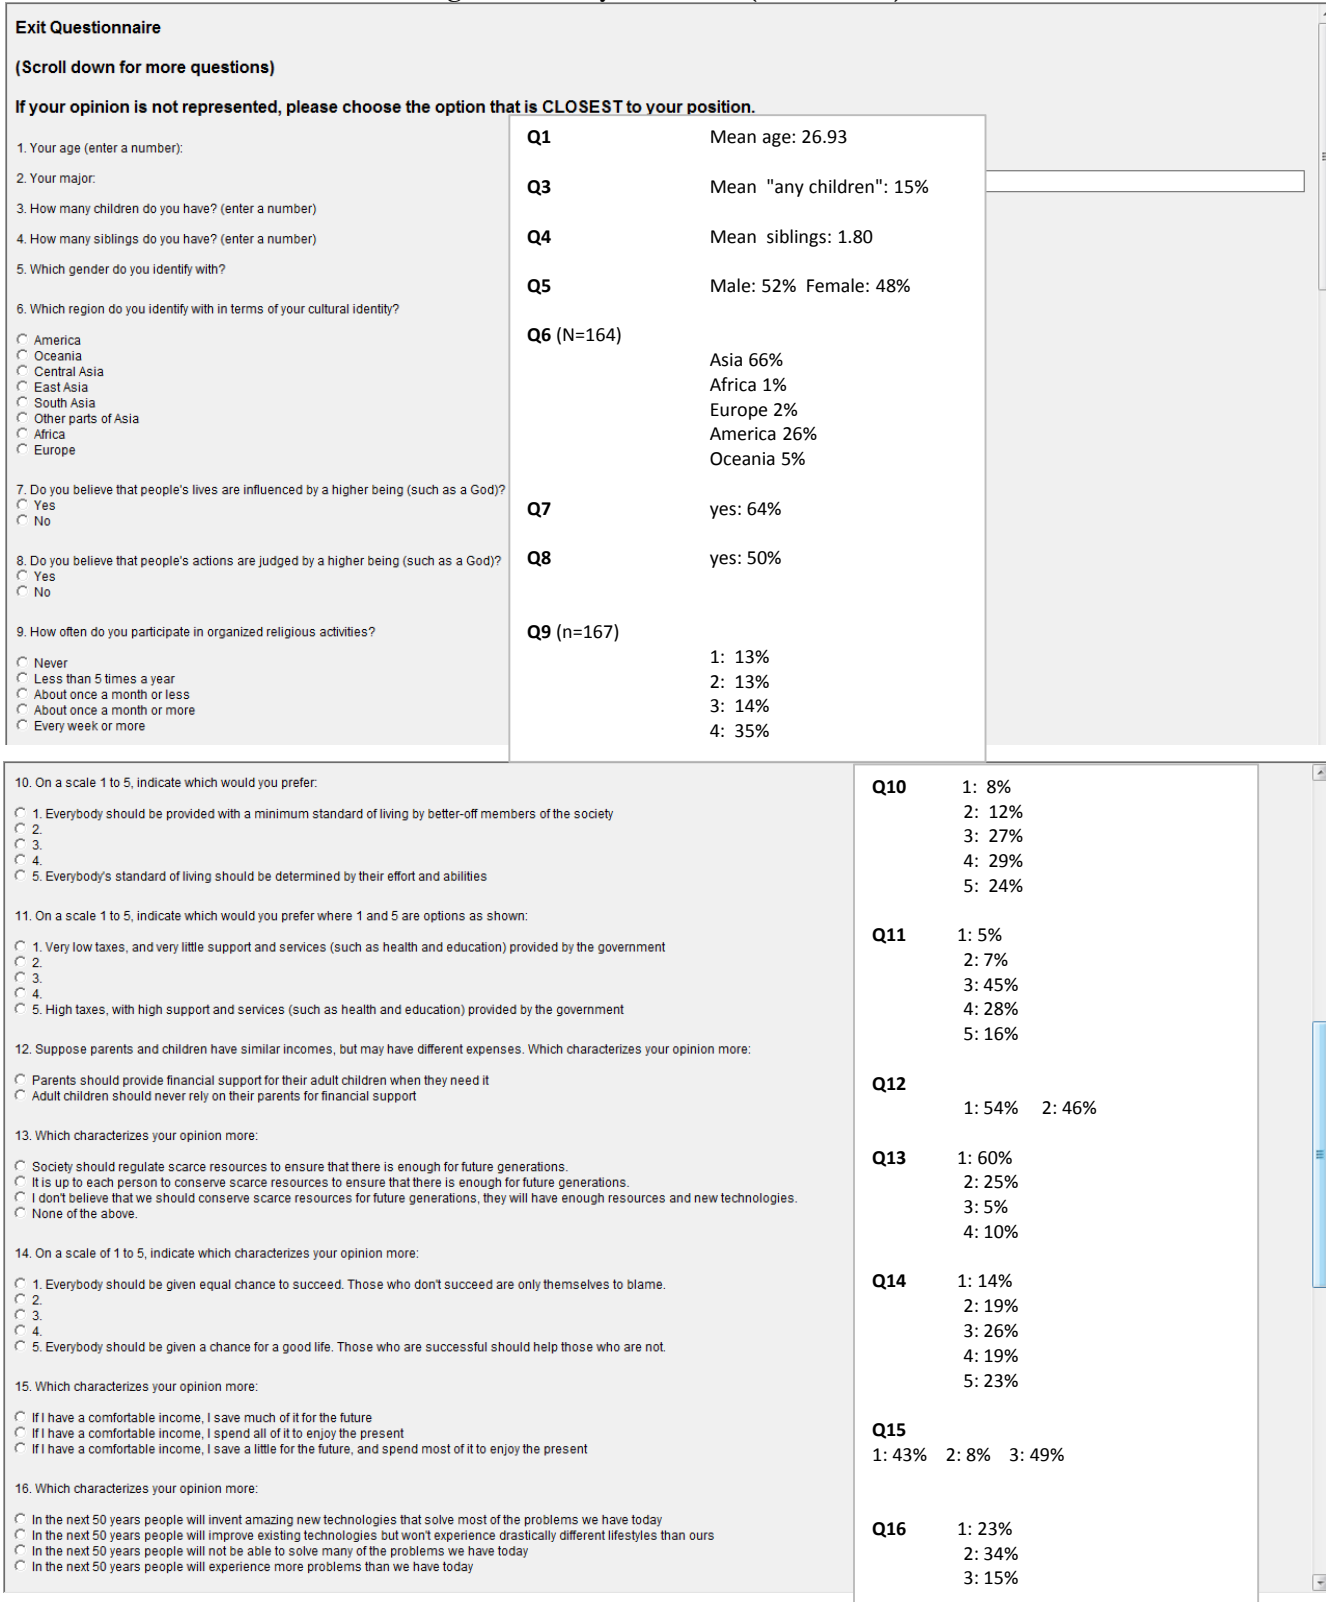 Exit Questionnaire
(Scroll down for more questions)
If your opinion is not represented, please choose the option that is CLOSEST to your position.
1. Your age (enter a number):
2. Your major:
3. How many children do you have? (enter a number)
4. How many siblings do you have? (enter a number)
5. Which gender do you identify with?
6. Which region do you identify with in terms of your cultural identity?
America
Oceania
Central Asia
East Asia
South Asia
Other parts of Asia
Africa
Europe
7. Do you believe that people's lives are influenced by a higher being (such as a God)?
Yes
No
8. Do you believe that people's actions are judged by a higher being (such as a God)?
Yes
No
9. How often do you participate in organized religious activities?
Never
Less than 5 times a year
About once a month or less
About once a month or more
Every week or more
Q1 Mean age: 26.93
Q3 Mean "any children": 15%
Q4 Mean siblings: 1.80
Q5 Male: 52% Female: 48%
Q6 (N=164)
Asia 66%
Africa 1%
Europe 2%
America 26%
Oceania 5%
Q7 yes: 64%
Q8 yes: 50%
Q9 (n=167)
1: 13%
2: 13%
3: 14%
4: 35%
10. On a scale 1 to 5, indicate which would you prefer:
1. Everybody should be provided with a minimum standard of living by better-off members of the society
2.
3.
4.
5. Everybody's standard of living should be determined by their effort and abilities
11. On a scale 1 to 5, indicate which would you prefer where 1 and 5 are options as shown:
1. Very low taxes, and very little support and services (such as health and education) provided by the government
2.
3.
4.
5. High taxes, with high support and services (such as health and education) provided by the government
12. Suppose parents and children have similar incomes, but may have different expenses. Which characterizes your opinion more:
Parents should provide financial support for their adult children when they need it
Adult children should never rely on their parents for financial support
13. Which characterizes your opinion more:
Society should regulate scarce resources to ensure that there is enough for future generations.
It is up to each person to conserve scarce resources to ensure that there is enough for future generations.
I don't believe that we should conserve scarce resources for future generations, they will have enough resources and new technologies.
None of the above.
14. On a scale of 1 to 5, indicate which characterizes your opinion more:
1. Everybody should be given equal chance to succeed. Those who don't succeed are only themselves to blame.
2.
3.
4.
5. Everybody should be given a chance for a good life. Those who are successful should help those who are not.
15. Which characterizes your opinion more:
If I have a comfortable income, I save much of it for the future
If I have a comfortable income, I spend all of it to enjoy the present
If I have a comfortable income, I save a little for the future, and spend most of it to enjoy the present
16. Which characterizes your opinion more:
In the next 50 years people will invent amazing new technologies that solve most of the problems we have today
In the next 50 years people will improve existing technologies but won't experience drastically different lifestyles than ours
In the next 50 years people will not be able to solve many of the problems we have today
In the next 50 years people will experience more problems than we have today
Q10 1: 8%
2: 12%
3: 27%
4: 29%
5: 24%
Q11 1: 5%
2: 7%
3: 45%
4: 28%
5: 16%
Q12
1: 54% 2: 46%
Q13 1: 60%
2: 25%
3: 5%
4: 10%
Q14 1: 14%
2: 19%
3: 26%
4: 19%
5: 23%
Q15
1: 43% 2: 8% 3: 49%
Q16 1: 23%
2: 34%
3: 15%